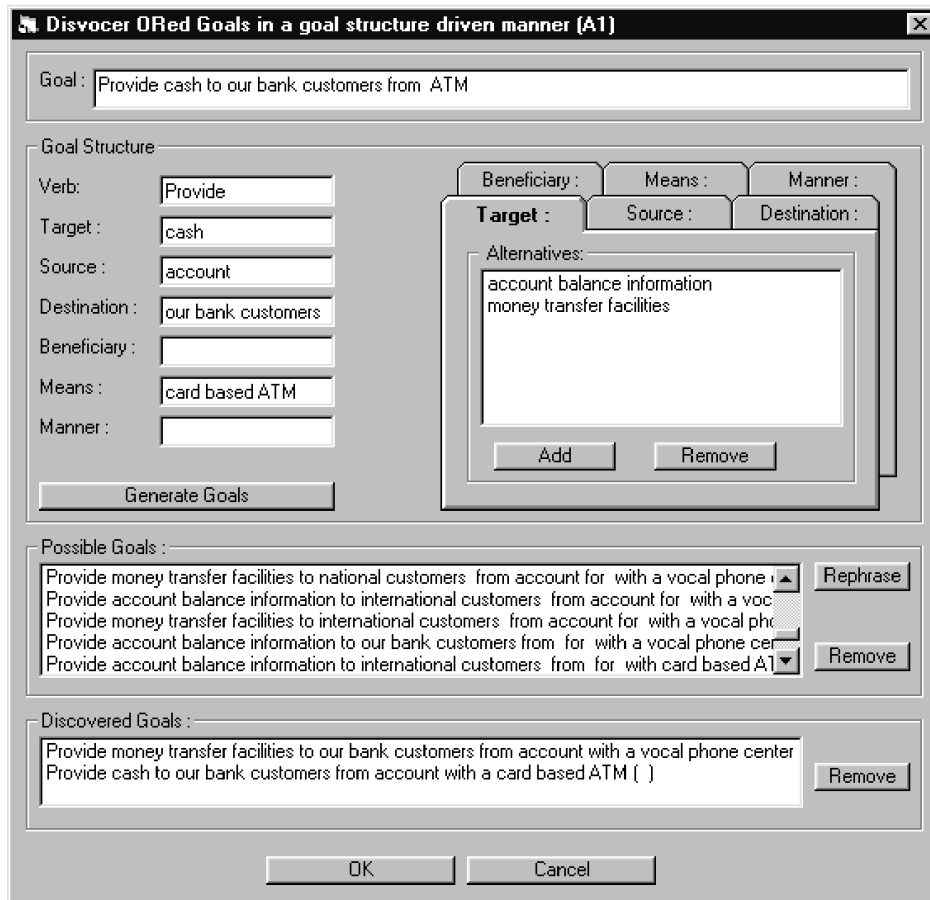 Disvocer ORed Goals in a goal structure driven manner (A1)
Goal : Provide cash to our bank customers from ATM
Goal Structure
Verb: Provide
Target : cash
Source : account
Destination : our bank customers
Beneficiary :
Means : card based ATM
Manner :
Generate Goals
Beneficiary : Means : Manner :
Target : Source : Destination :
Alternatives:
account balance information
money transfer facilities
Add Remove
Possible Goals :
Provide money transfer facilities to national customers from account for with a vocal phone
Provide account balance information to international customers from account for with a voc
Provide money transfer facilities to international customers from account for with a vocal pho
Provide account balance information to our bank customers from for with a vocal phone cen
Provide account balance information to international customers from for with card based AT
Rephrase
Remove
Discovered Goals :
Provide money transfer facilities to our bank customers from account with a vocal phone center
Provide cash to our bank customers from account with a card based ATM ( )
Remove
OK Cancel